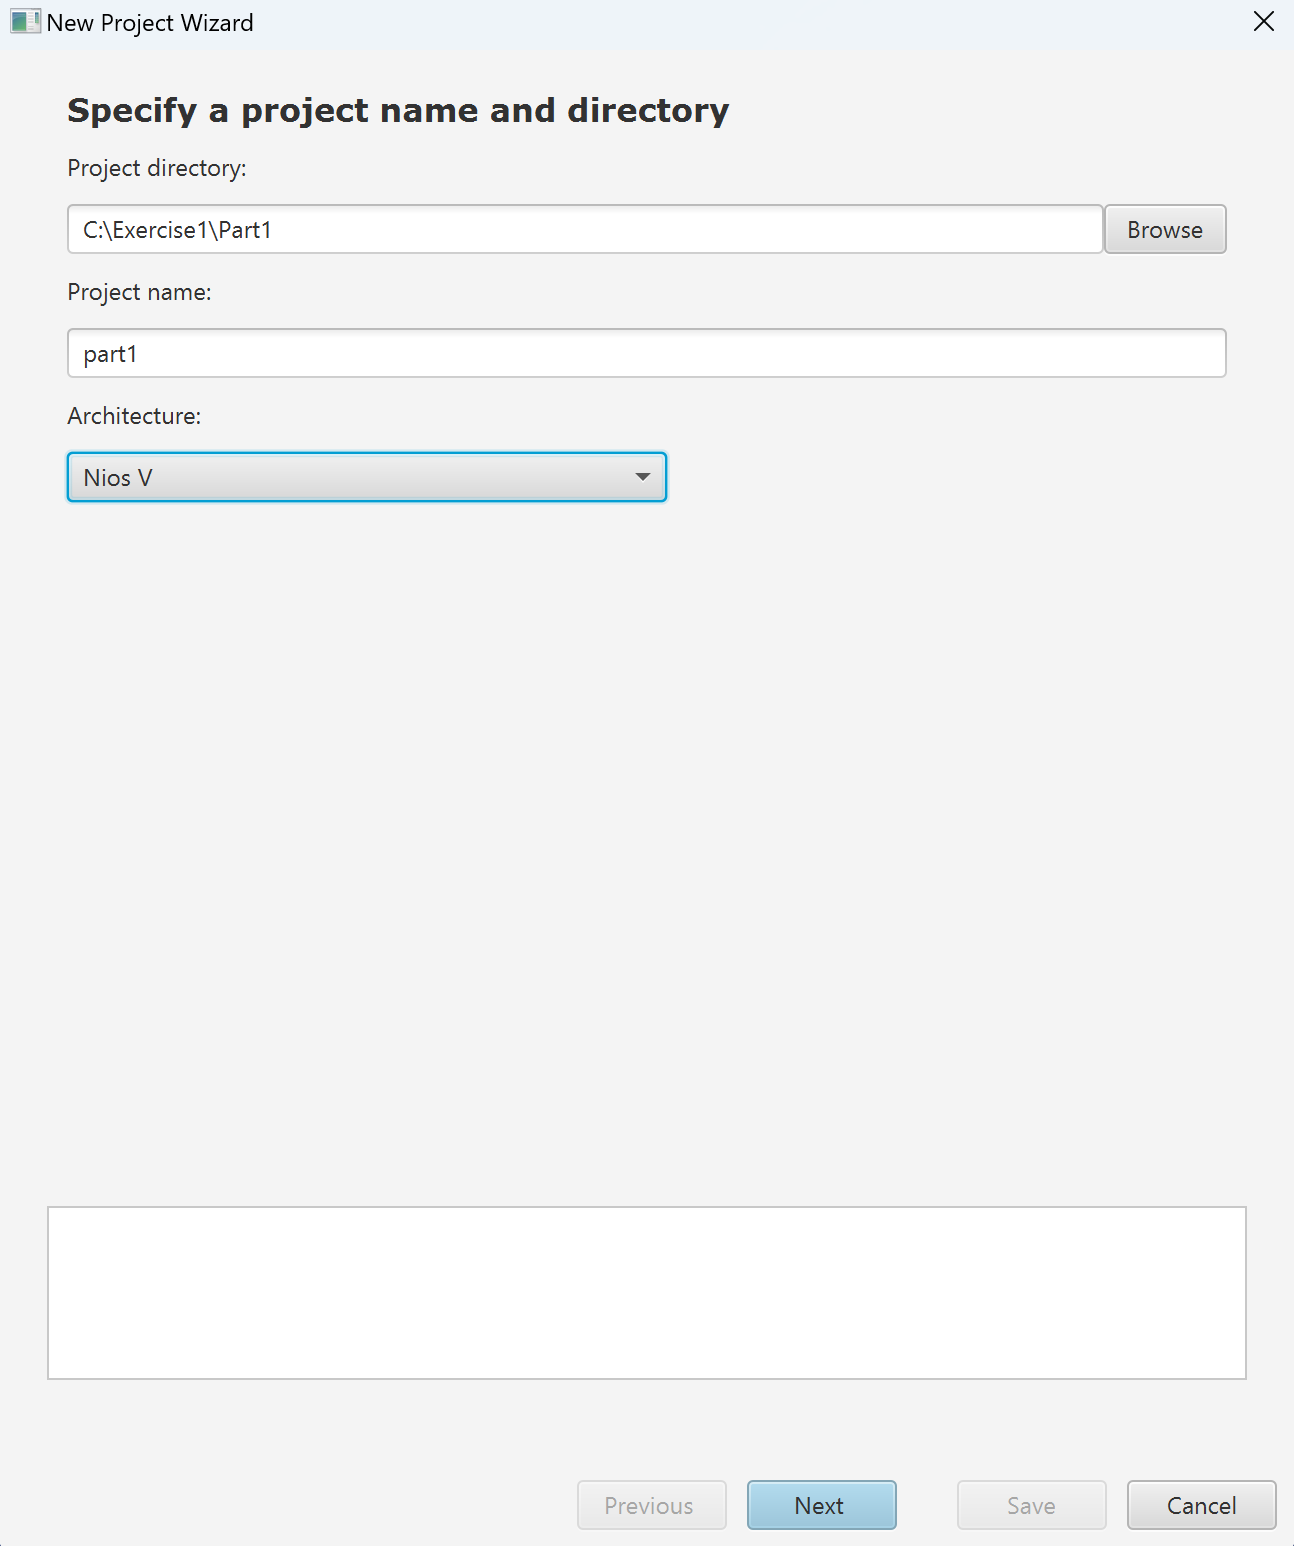 New Project Wizard
Specify a project name and directory
Project directory:
C:\Exercise1\Part1
Browse
Project name:
part1
Architecture:
Nios V
Previous
Next
Save
Cancel